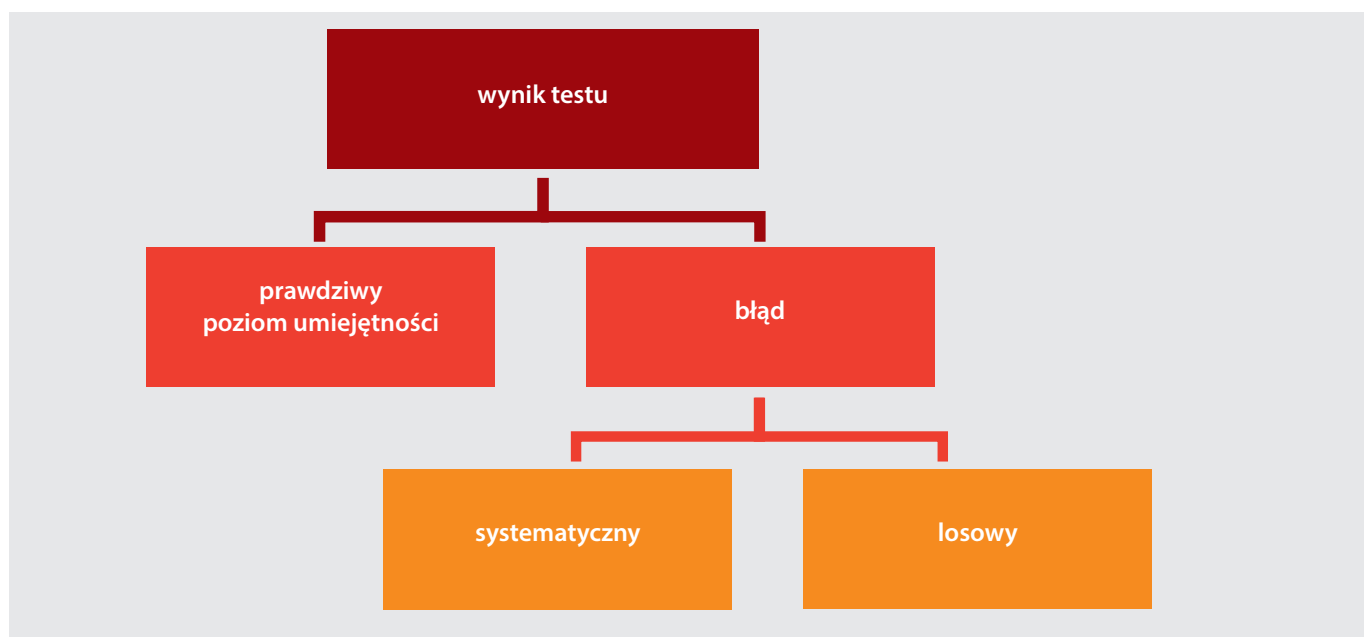 wynik testu
prawdziwy
poziom umiejętności
błąd
systematyczny
losowy